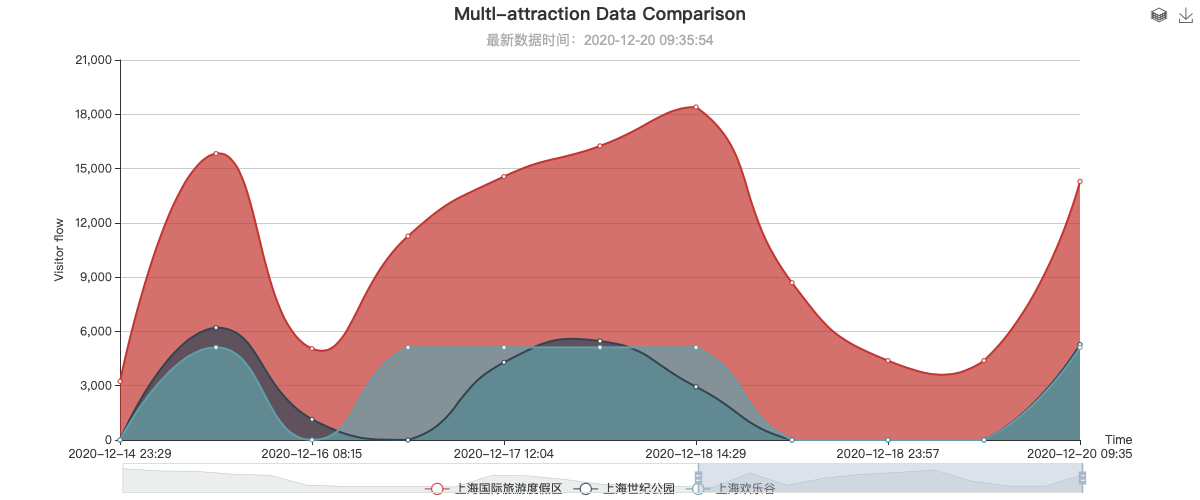 MultI-attraction Data Comparison
最新数据时间：2020-12-20 09:35:54
21,000
18,000
15,000
12,000
9,000
6,000
3,000
0
Visitor flow
2020-12-14 23:29
2020-12-16 08:15
2020-12-17 12:04
2020-12-18 14:29
2020-12-18 23:57
2020-12-20 09:35
Time
上海国际旅游度假区
上海世纪公园
上海欢乐谷